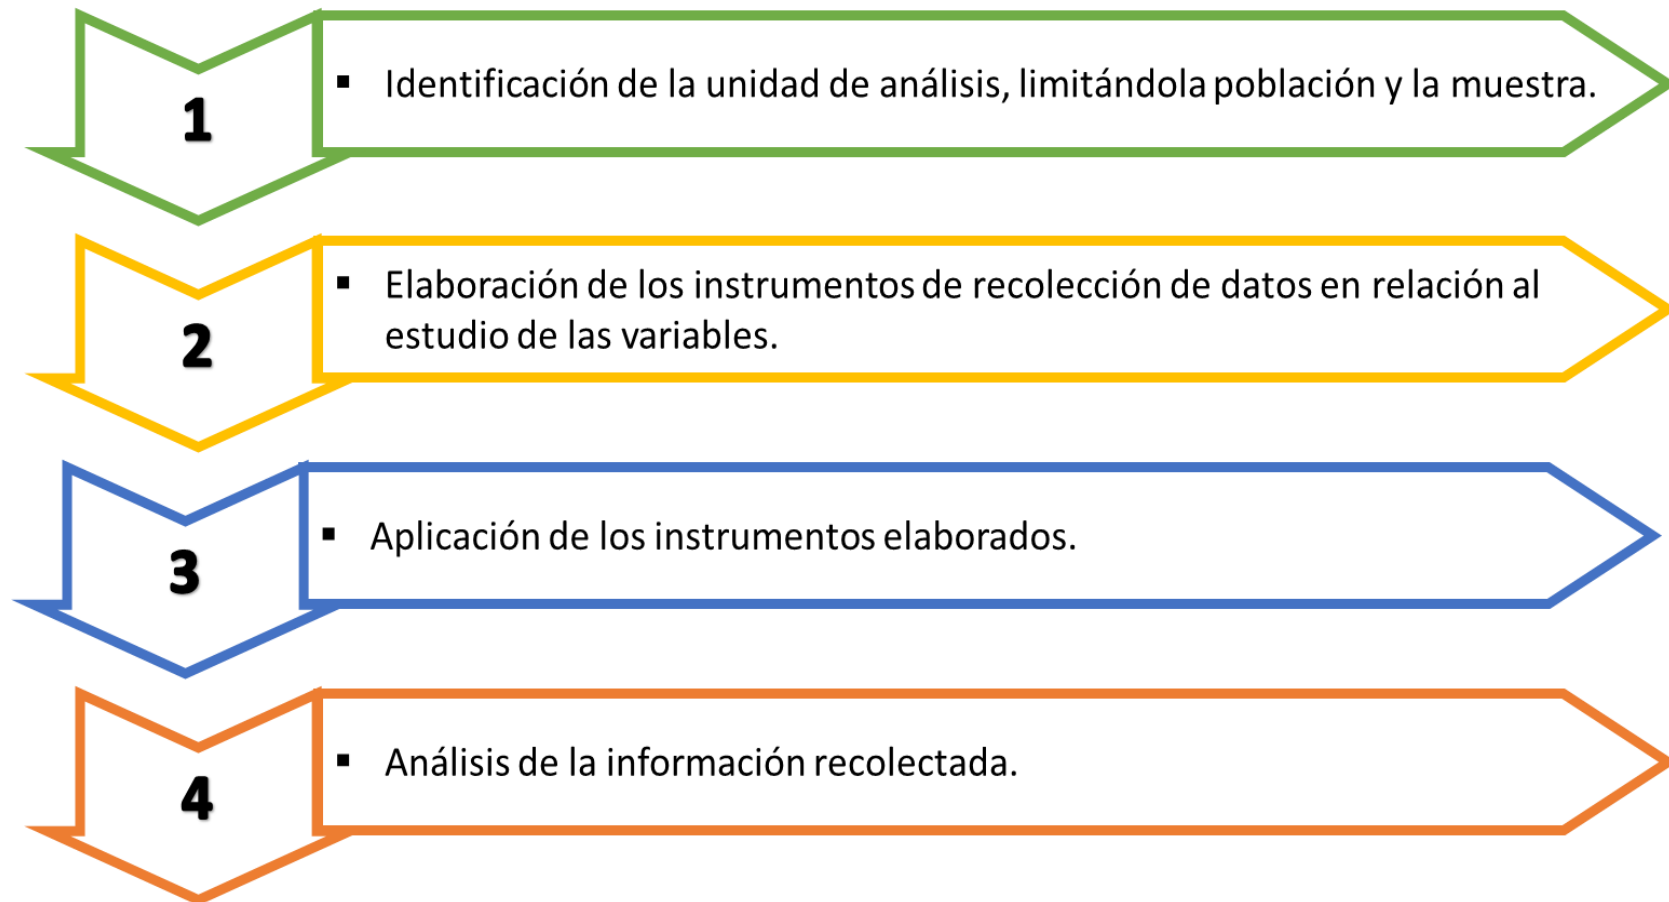 1
▪ Identificación de la unidad de análisis, limitándola población y la muestra.
2
▪ Elaboración de los instrumentos de recolección de datos en relación al
estudio de las variables.
3
▪ Aplicación de los instrumentos elaborados.
4
▪ Análisis de la información recolectada.